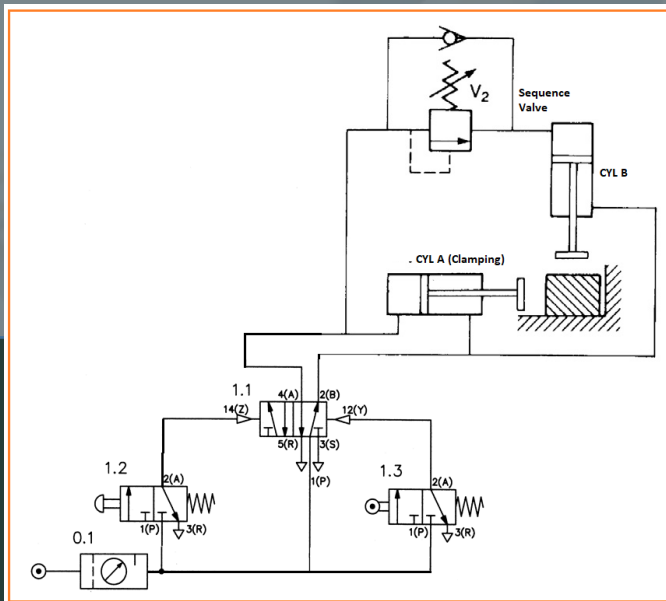 V2
Sequence
Valve
CYL B
. CYL A (Clamping)
1.1
4(A)
2(B)
14(Z)
12(Y)
5(R)
3(S)
1(P)
1.2
2(A)
1(P)
3(R)
1.3
2(A)
1(P)
3(R)
0.1